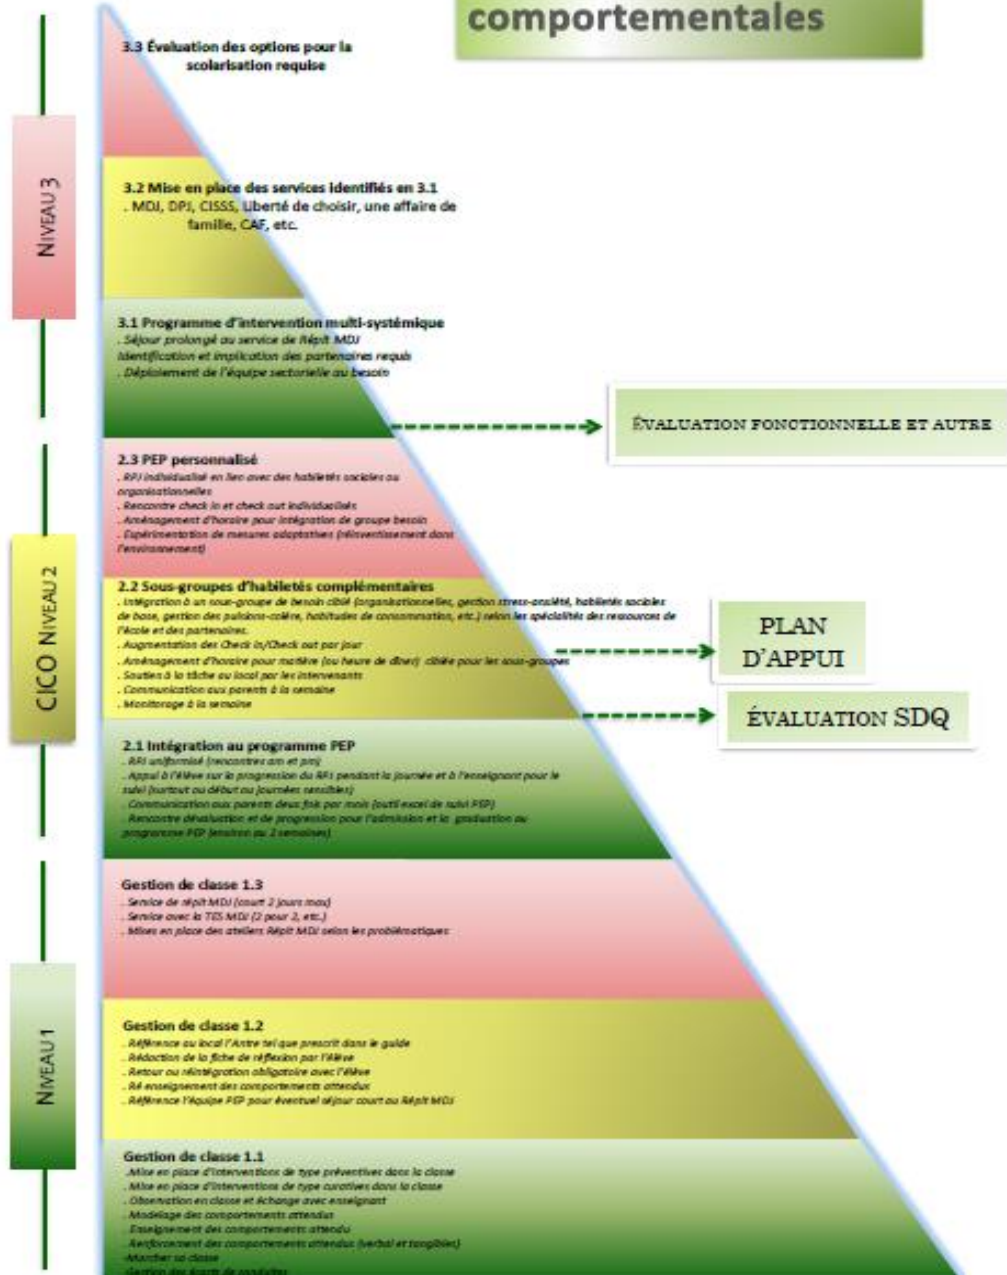 comportementales
3.3 Évaluation des options pour la
scolarisation requise
NIVEAU 3
3.2 Mise en place des services identifiés en 3.1
. MDJ, DPJ, CISSS, Liberté de choisir, une affaire de
famille, CAF, etc.
3.1 Programme d'intervention multi-systémique
. Séjour prolongé au service de Répit MDJ
Identification et implication des partenaires requis
. Déploiement de l'équipe sectorielle au besoin
ÉVALUATION FONCTIONNELLE ET AUTRE
2.3 PEP personnalisé
. RPJ individualisé en lien avec des habiletés sociales ou
organisationnelles
. Rencontre check in et check out individualisés
. Aménagement d'horaire pour intégration de groupe besoin
. Expérimentation de mesures adaptatives (réinvestissement dans
l'environnement)
CICO NIVEAU 2
2.2 Sous-groupes d'habiletés complémentaires
. Intégration à un sous-groupe de besoin ciblé (organisationnelles, gestion stress-anxiété, habiletés sociales
de base, gestion des pulsions-colère, habitudes de consommation, etc.) selon les spécialités des ressources de
l'école et des partenaires.
. Augmentation des Check in/Check out par jour
. Aménagement d'horaire pour matière (ou heure de dîner) ciblée pour les sous-groupes
. Soutien à la tâche au local par les intervenants
. Communication aux parents à la semaine
. Monitorage à la semaine
PLAN
D'APPUI
ÉVALUATION SDQ
2.1 Intégration au programme PEP
. RPJ uniformisé (rencontres am et pm)
. Appui à l'élève sur la progression du RPJ pendant la journée et à l'enseignant pour le
suivi (surtout au début ou journées sensibles)
. Communication aux parents deux fois par mois (outil excel de suivi PEP)
. Rencontre dévaluation et de progression pour l'admission et la graduation au
programme PEP (environ au 2 semaines)
Gestion de classe 1.3
. Service de répit MDJ (court 2 jours max)
. Service avec la TES MDJ (2 pour 2, etc.)
. Mises en place des ateliers Répit MDJ selon les problématiques
NIVEAU 1
Gestion de classe 1.2
. Référence au local l'Antre tel que prescrit dans le guide
. Rédaction de la fiche de réflexion par l'élève
. Retour ou réintégration obligatoire avec l'élève
. Ré enseignement des comportements attendus
. Référence l'équipe PEP pour éventuel séjour court au Répit MDJ
Gestion de classe 1.1
.Mise en place d'interventions de type préventives dans la classe
. Mise en place d'interventions de type curatives dans la classe
. Observation en classe et échange avec enseignant
. Modelage des comportements attendus
. Enseignement des comportements attendu
. Renforcement des comportements attendus (verbal et tangibles)
-Marcher sa classe
-Gestion des écarts de conduites